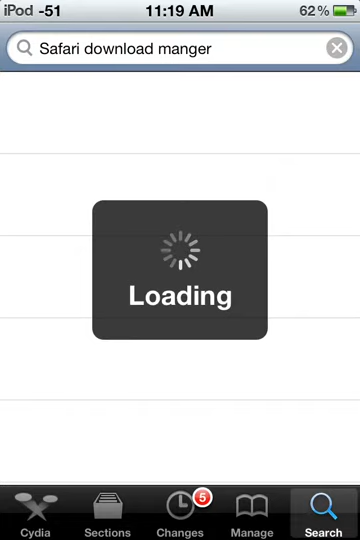 iPod -51 11:19 AM 62%
Safari download manger
Loading
5
Cydia Sections Changes Manage Search